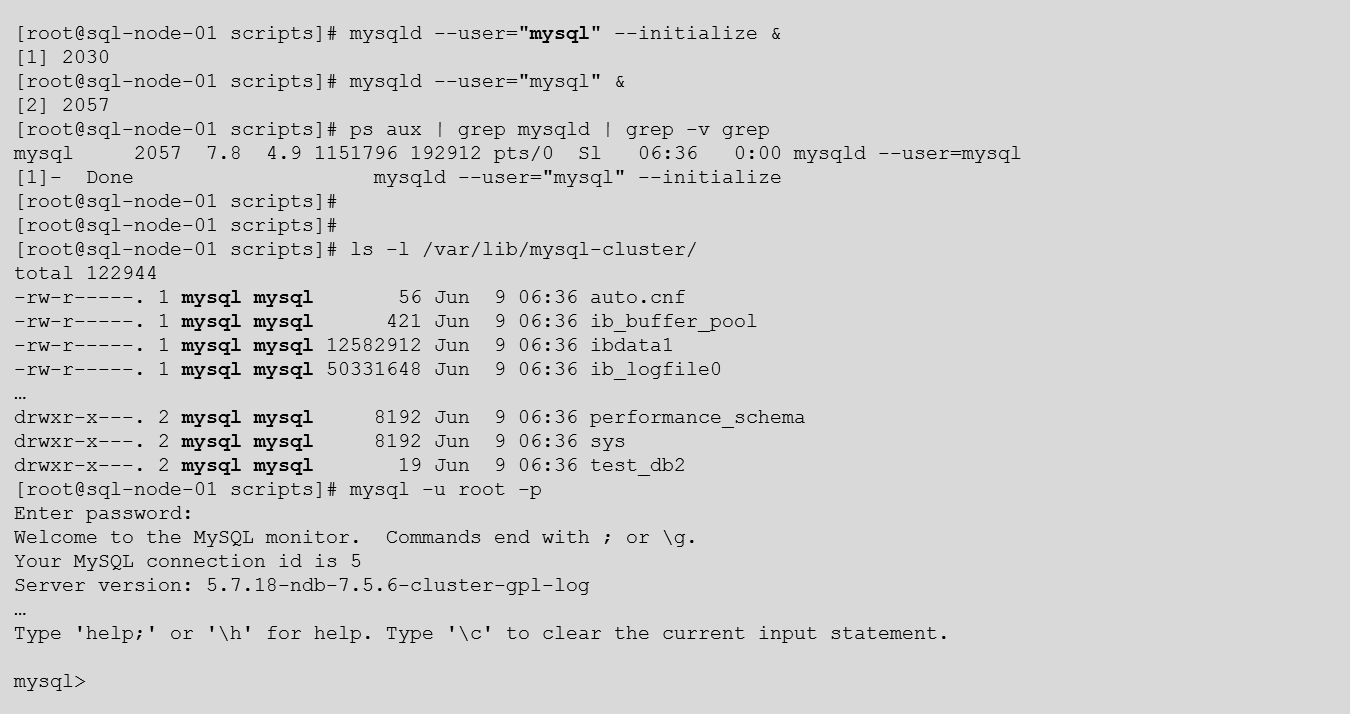 [root@sql-node-01 scripts]# mysqld --user="mysql" --initialize &
[1] 2030
[root@sql-node-01 scripts]# mysqld --user="mysql" &
[2] 2057
[root@sql-node-01 scripts]# ps aux | grep mysqld | grep -v grep
mysql     2057  7.8  4.9 1151796 192912 pts/0  Sl   06:36   0:00 mysqld --user=mysql
[1]-  Done                    mysqld --user="mysql" --initialize
[root@sql-node-01 scripts]#
[root@sql-node-01 scripts]#
[root@sql-node-01 scripts]# ls -l /var/lib/mysql-cluster/
total 122944
-rw-r-----. 1 mysql mysql       56 Jun  9 06:36 auto.cnf
-rw-r-----. 1 mysql mysql      421 Jun  9 06:36 ib_buffer_pool
-rw-r-----. 1 mysql mysql 12582912 Jun  9 06:36 ibdata1
-rw-r-----. 1 mysql mysql 50331648 Jun  9 06:36 ib_logfile0
…
drwxr-x---. 2 mysql mysql     8192 Jun  9 06:36 performance_schema
drwxr-x---. 2 mysql mysql     8192 Jun  9 06:36 sys
drwxr-x---. 2 mysql mysql       19 Jun  9 06:36 test_db2
[root@sql-node-01 scripts]# mysql -u root -p
Enter password:
Welcome to the MySQL monitor.  Commands end with ; or \g.
Your MySQL connection id is 5
Server version: 5.7.18-ndb-7.5.6-cluster-gpl-log
…
Type 'help;' or '\h' for help. Type '\c' to clear the current input statement.
mysql>